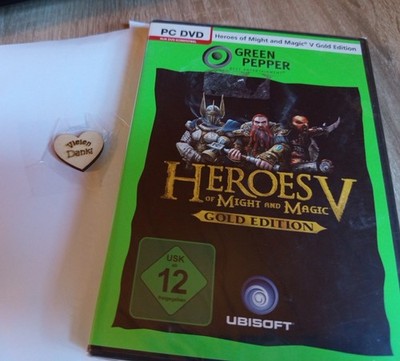 PC DVD
Heroes of Might and Magic® V Gold Edition
GREEN
PEPPER
Vielen
Dank!
HEROES V
OF MIGHT AND MAGIC
GOLD EDITION
USK
12
UBISOFT